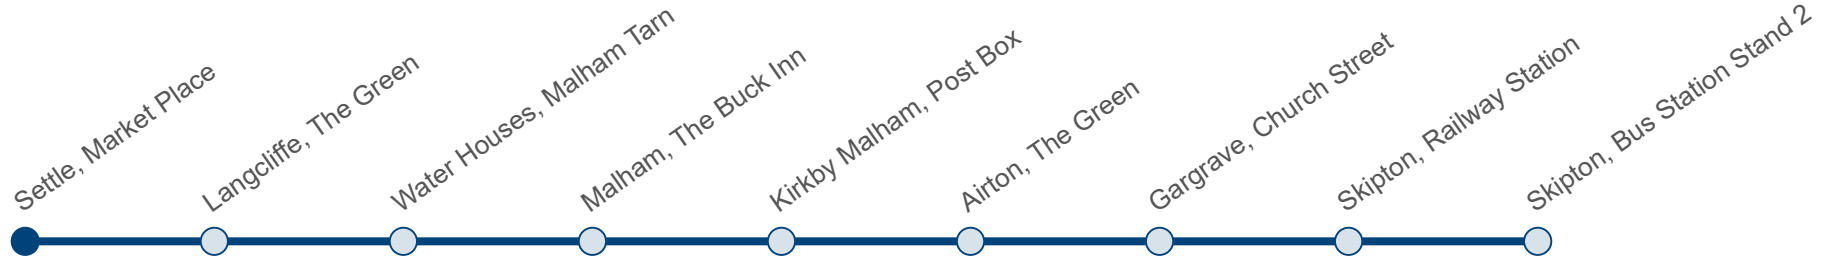 Settle, Market Place
Langcliffe, The Green
Water Houses, Malham Tarn
Malham, The Buck Inn
Kirkby Malham, Post Box
Airton, The Green
Gargrave, Church Street
Skipton, Railway Station
Skipton, Bus Station Stand 2